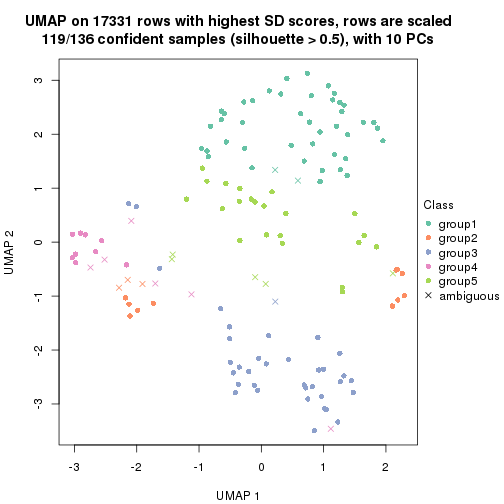 UMAP on 17331 rows with highest SD scores, rows are scaled
119/136 confident samples (silhouette > 0.5), with 10 PCs
3
2
1
0
-1
-2
-3
UMAP 2
-3
-2
-1
0
1
2
UMAP 1
Class
group1
group2
group3
group4
group5
ambiguous